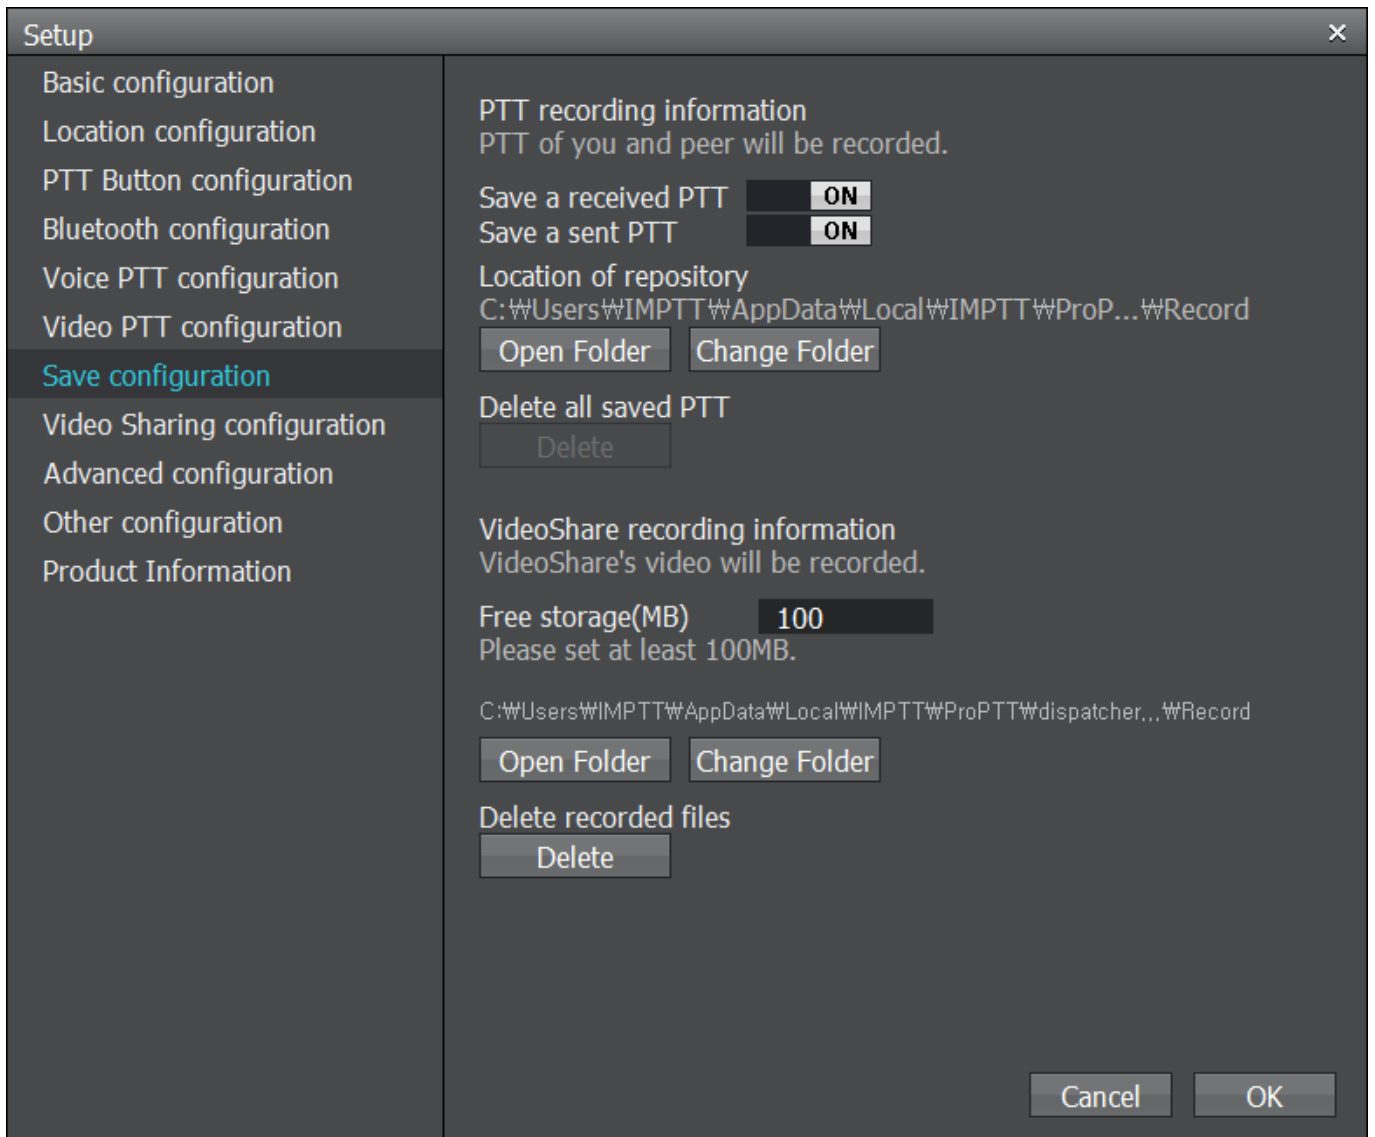 Setup
Basic configuration
Location configuration
PTT Button configuration
Bluetooth configuration
Voice PTT configuration
Video PTT configuration
Save configuration
Video Sharing configuration
Advanced configuration
Other configuration
Product Information
PTT recording information
PTT of you and peer will be recorded.
Save a received PTT ON
Save a sent PTT ON
Location of repository
C:₩Users₩IMPTT₩AppData₩Local₩IMPTT₩ProP...₩Record
Open Folder Change Folder
Delete all saved PTT
Delete
VideoShare recording information
VideoShare's video will be recorded.
Free storage(MB) 100
Please set at least 100MB.
C:₩Users₩IMPTT₩AppData₩Local₩IMPTT₩ProPTT₩dispatcher...₩Record
Open Folder Change Folder
Delete recorded files
Delete
Cancel OK